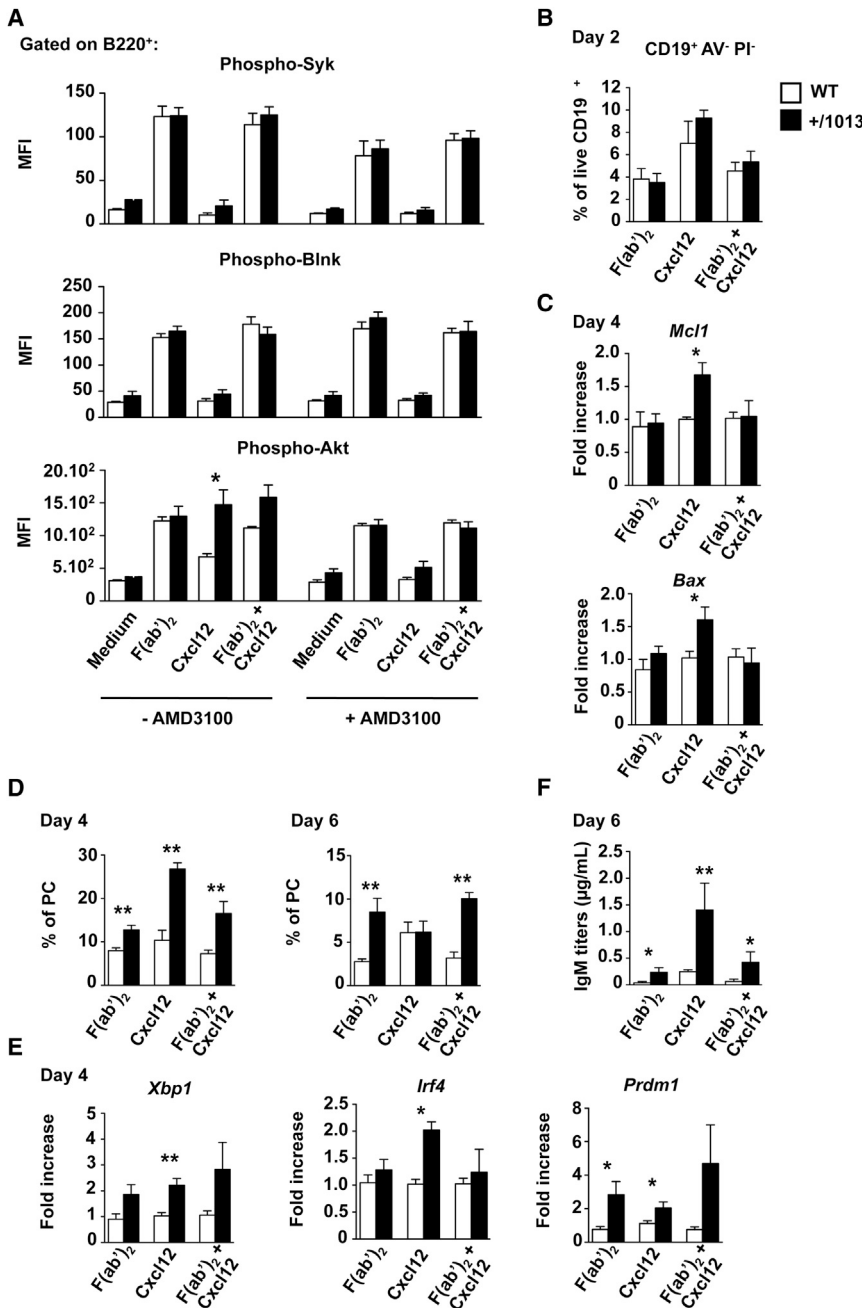 A
Gated on B220+:
Phospho-Syk
MFI
150
100
50
0
Phospho-Blnk
MFI
250
200
150
100
50
0
Phospho-Akt
MFI
20.10²
15.10²
10.10²
5.10²
0
*
Medium
F(ab’)₂
Cxcl12
F(ab’)₂ +
Cxcl12
Medium
F(ab’)₂
Cxcl12
F(ab’)₂ +
Cxcl12
- AMD3100
+ AMD3100
B
Day 2
CD19+ AV- PI-
% of live CD19 +
12
10
8
6
4
2
0
F(ab’)₂
Cxcl12
F(ab’)₂ +
Cxcl12
WT
+/1013
C
Day 4
Mcl1
Fold increase
2.0
1.5
1.0
0.5
0
*
F(ab’)₂
Cxcl12
F(ab’)₂ +
Cxcl12
Bax
Fold increase
2.0
1.5
1.0
0.5
0
*
F(ab’)₂
Cxcl12
F(ab’)₂ +
Cxcl12
D
Day 4
% of PC
30
20
10
0
**
**
**
F(ab’)₂
Cxcl12
F(ab’)₂ +
Cxcl12
Day 6
% of PC
15
10
5
0
**
**
F(ab’)₂
Cxcl12
F(ab’)₂ +
Cxcl12
F
Day 6
IgM titers (µg/mL)
2.5
2.0
1.5
1.0
0.5
0
*
**
*
F(ab’)₂
Cxcl12
F(ab’)₂ +
Cxcl12
E
Day 4
Xbp1
Fold increase
5
4
3
2
1
0
**
F(ab’)₂
Cxcl12
F(ab’)₂ +
Cxcl12
Irf4
Fold increase
2.5
2.0
1.5
1.0
0.5
0
*
F(ab’)₂
Cxcl12
F(ab’)₂ +
Cxcl12
Prdm1
Fold increase
8
6
4
2
0
*
*
F(ab’)₂
Cxcl12
F(ab’)₂ +
Cxcl12